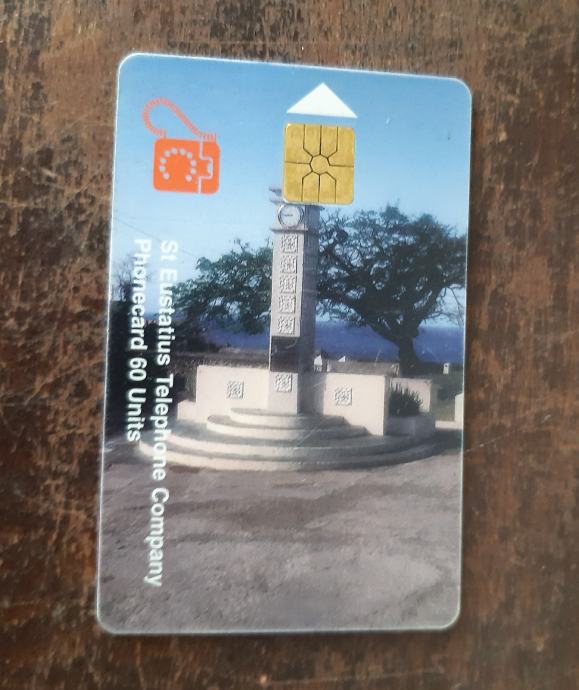 St Eustatius Telephone Company
Phonecard 60 Units